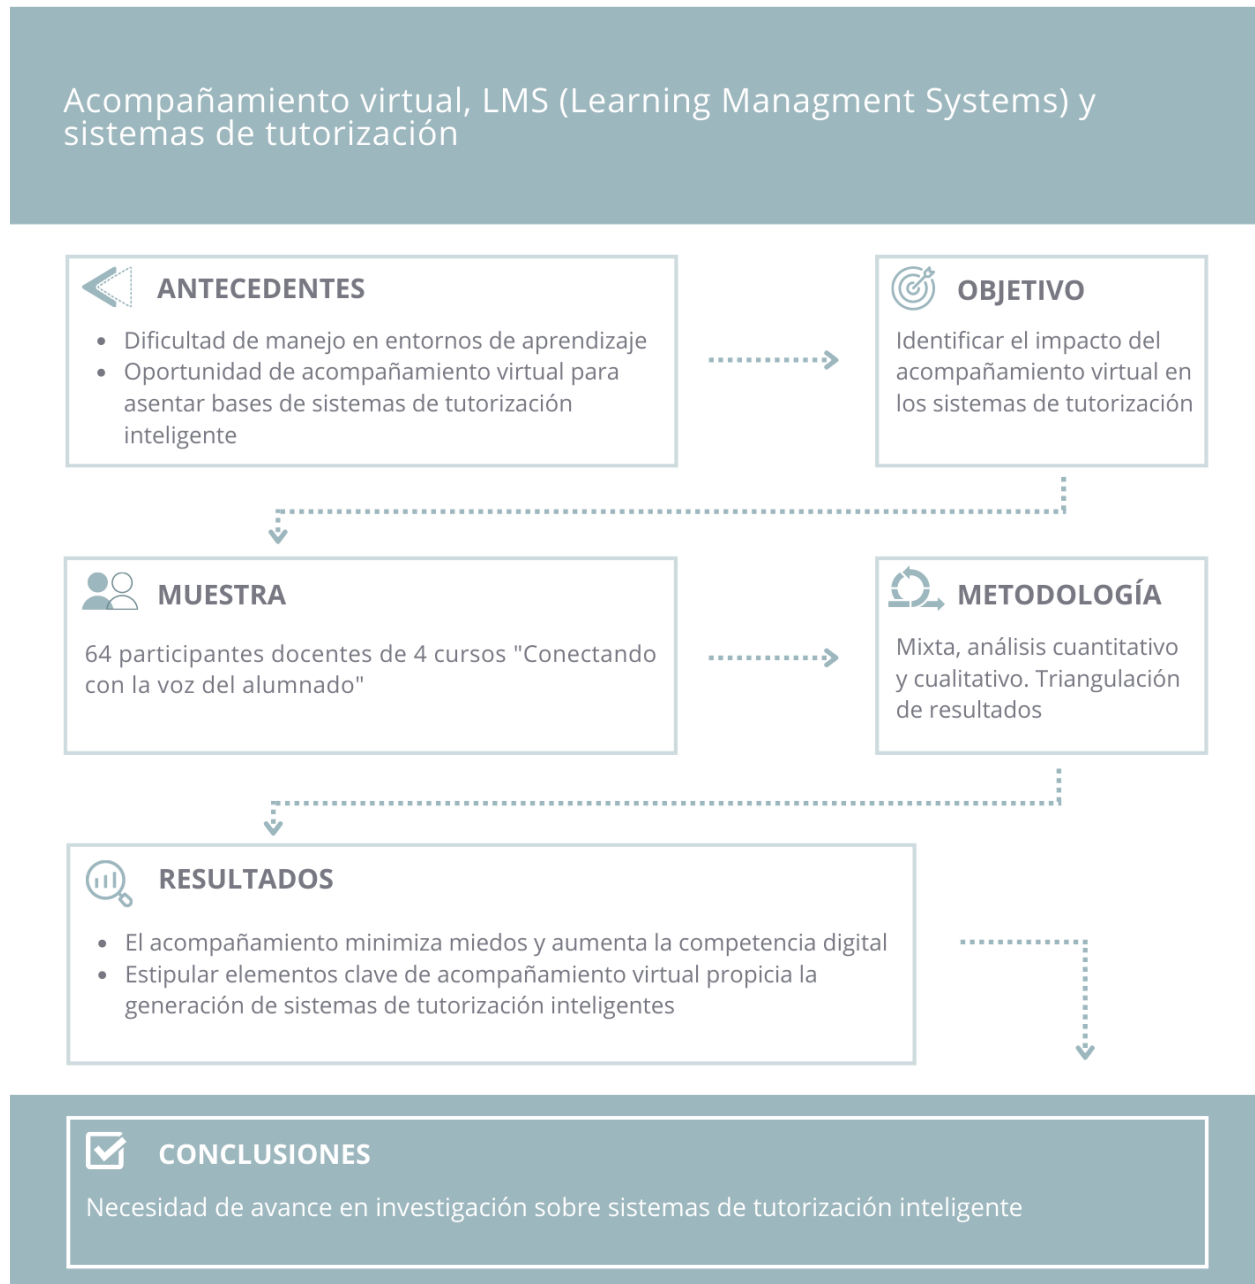 Acompañamiento virtual, LMS (Learning Managment Systems) y
sistemas de tutorización
ANTECEDENTES
• Dificultad de manejo en entornos de aprendizaje
• Oportunidad de acompañamiento virtual para
asentar bases de sistemas de tutorización
inteligente
OBJETIVO
Identificar el impacto del
acompañamiento virtual en
los sistemas de tutorización
MUESTRA
64 participantes docentes de 4 cursos "Conectando
con la voz del alumnado"
METODOLOGÍA
Mixta, análisis cuantitativo
y cualitativo. Triangulación
de resultados
RESULTADOS
• El acompañamiento minimiza miedos y aumenta la competencia digital
• Estipular elementos clave de acompañamiento virtual propicia la
generación de sistemas de tutorización inteligentes
CONCLUSIONES
Necesidad de avance en investigación sobre sistemas de tutorización inteligente